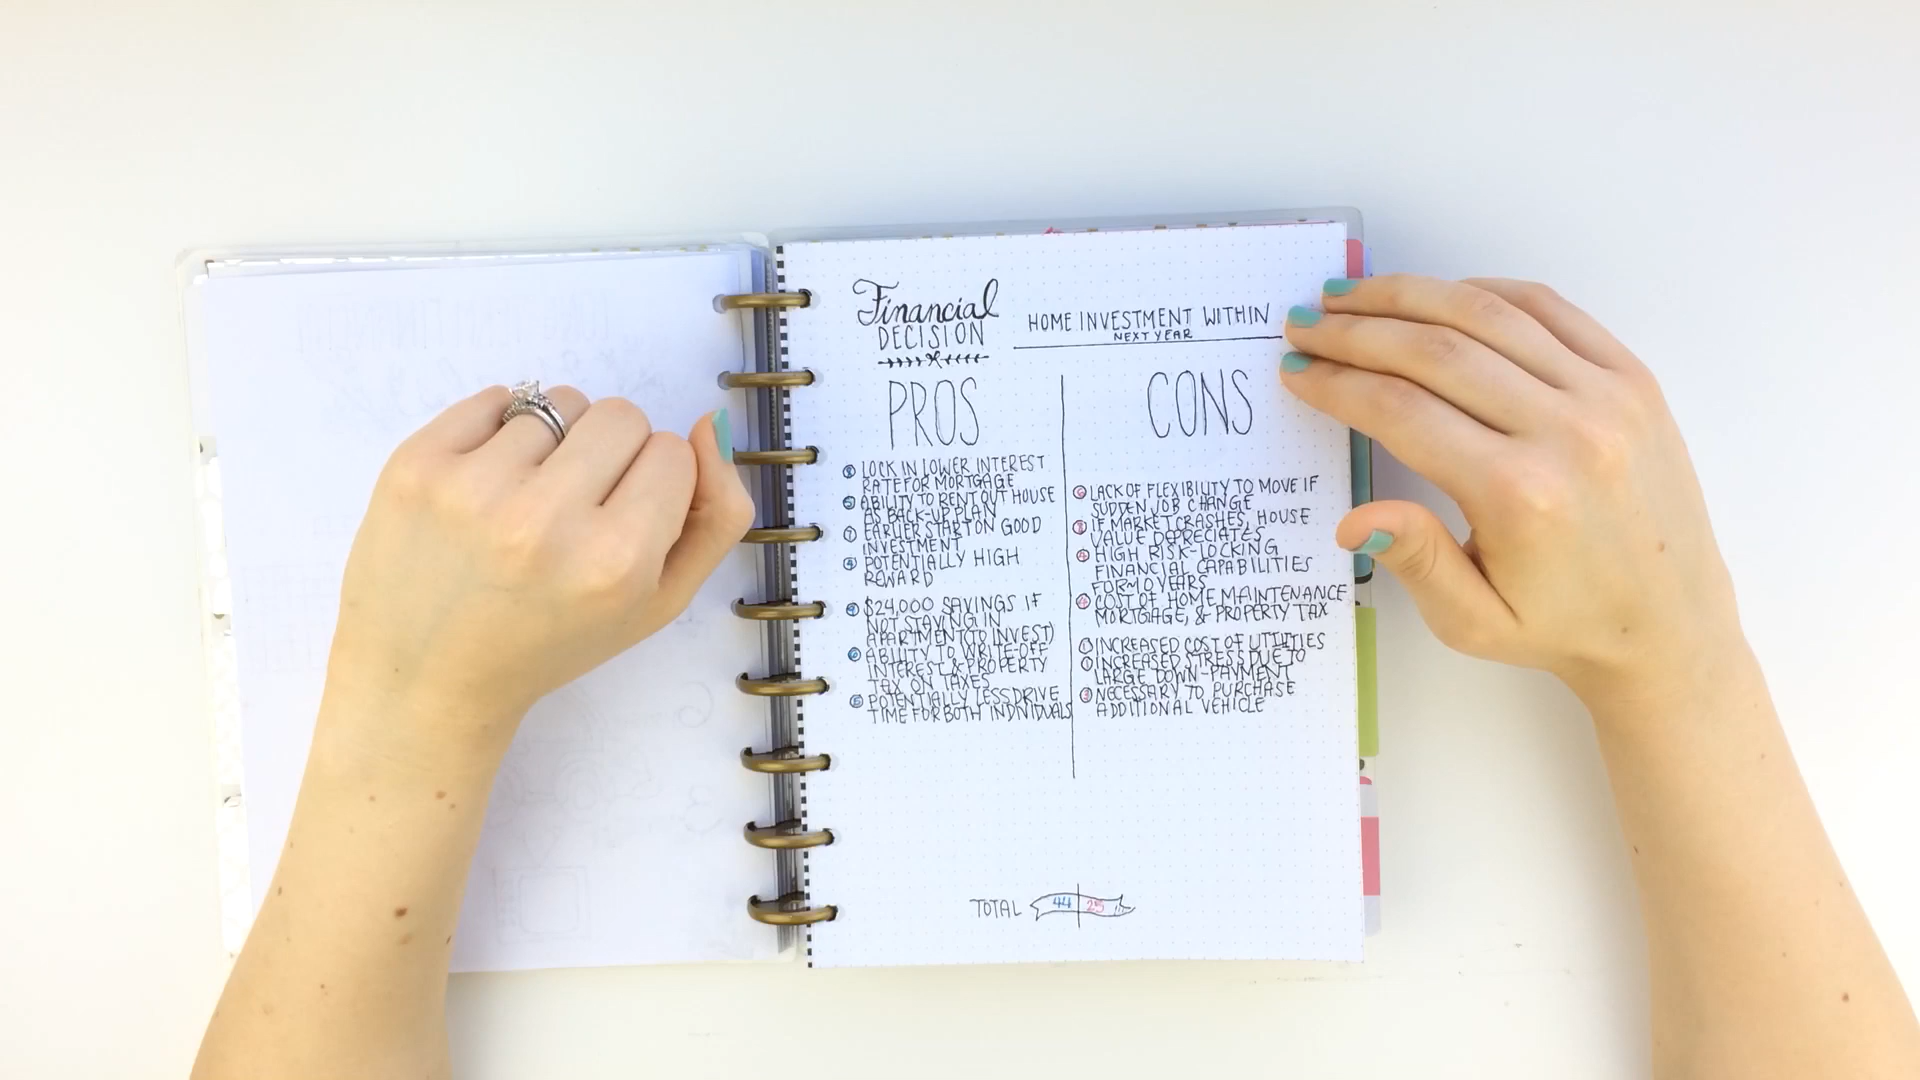 Financial
DECISION
HOME INVESTMENT WITHIN
NEXT YEAR
PROS
LOCK IN LOWER INTEREST
RATE FOR MORTGAGE
5 ABILITY TO RENT OUT HOUSE
AS BACK-UP PLAN
7 EARLIER START ON GOOD
INVESTMENT
POTENTIALLY HIGH
REWARD
$24,000 SAVINGS IF
NOT STAYING IN
APARTMENT (TO INVEST)
ABILITY TO WRITE-OFF
INTEREST & PROPERTY
TAX ON TAXES
POTENTIALLY LESS DRIVE
TIME FOR BOTH INDIVIDUALS
CONS
LACK OF FLEXIBILITY TO MOVE IF
SUDDEN JOB CHANGE
IF MARKET CRASHES, HOUSE
VALUE DEPRECIATES
HIGH RISK-LOCKING
FINANCIAL CAPABILITIES
FOR YEARS
COST OF HOME MAINTENANCE,
MORTGAGE, & PROPERTY TAX
1 INCREASED COST OF UTILITIES
1 INCREASED STRESS DUE TO
LARGE DOWN-PAYMENT
3 NECESSARY TO PURCHASE
ADDITIONAL VEHICLE
TOTAL 44 25